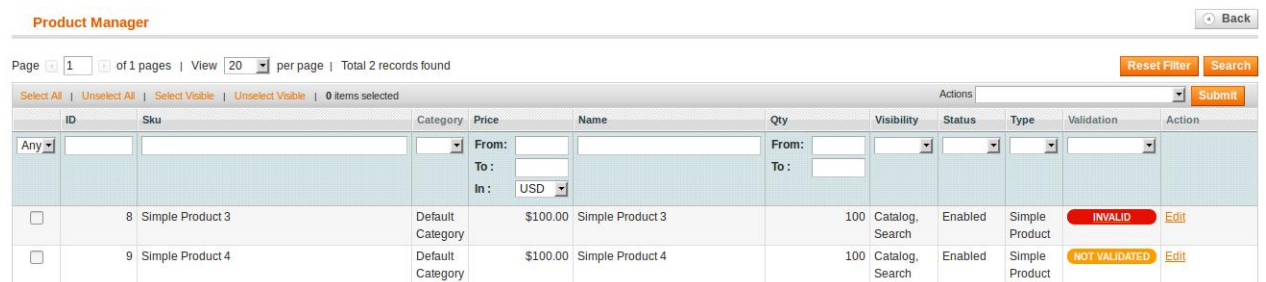 Product Manager
Back
Page 1 of 1 pages | View 20 per page | Total 2 records found
Reset Filter Search
Select All | Unselect All | Select Visible | Unselect Visible | 0 items selected
Actions Submit
ID Sku Category Price Name Qty Visibility Status Type Validation Action
Any From: From:
To : To :
In : USD
8 Simple Product 3 Default $100.00 Simple Product 3 100 Catalog, Enabled Simple INVALID Edit
Category Search Product
9 Simple Product 4 Default $100.00 Simple Product 4 100 Catalog, Enabled Simple NOT VALIDATED Edit
Category Search Product